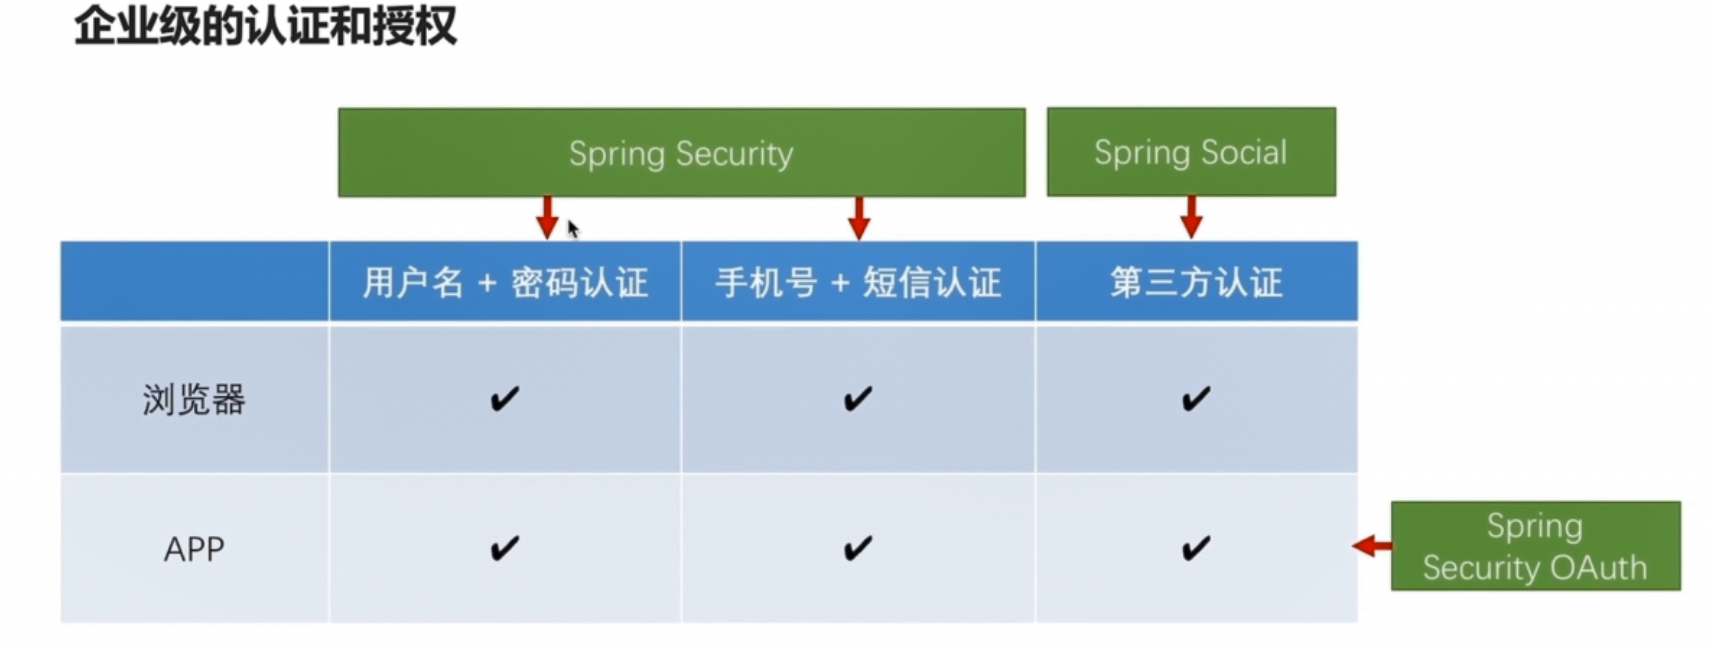 企业级的认证和授权
Spring Security
Spring Social
用户名 + 密码认证
手机号 + 短信认证
第三方认证
浏览器
✔
✔
✔
APP
✔
✔
✔
Spring
Security OAuth